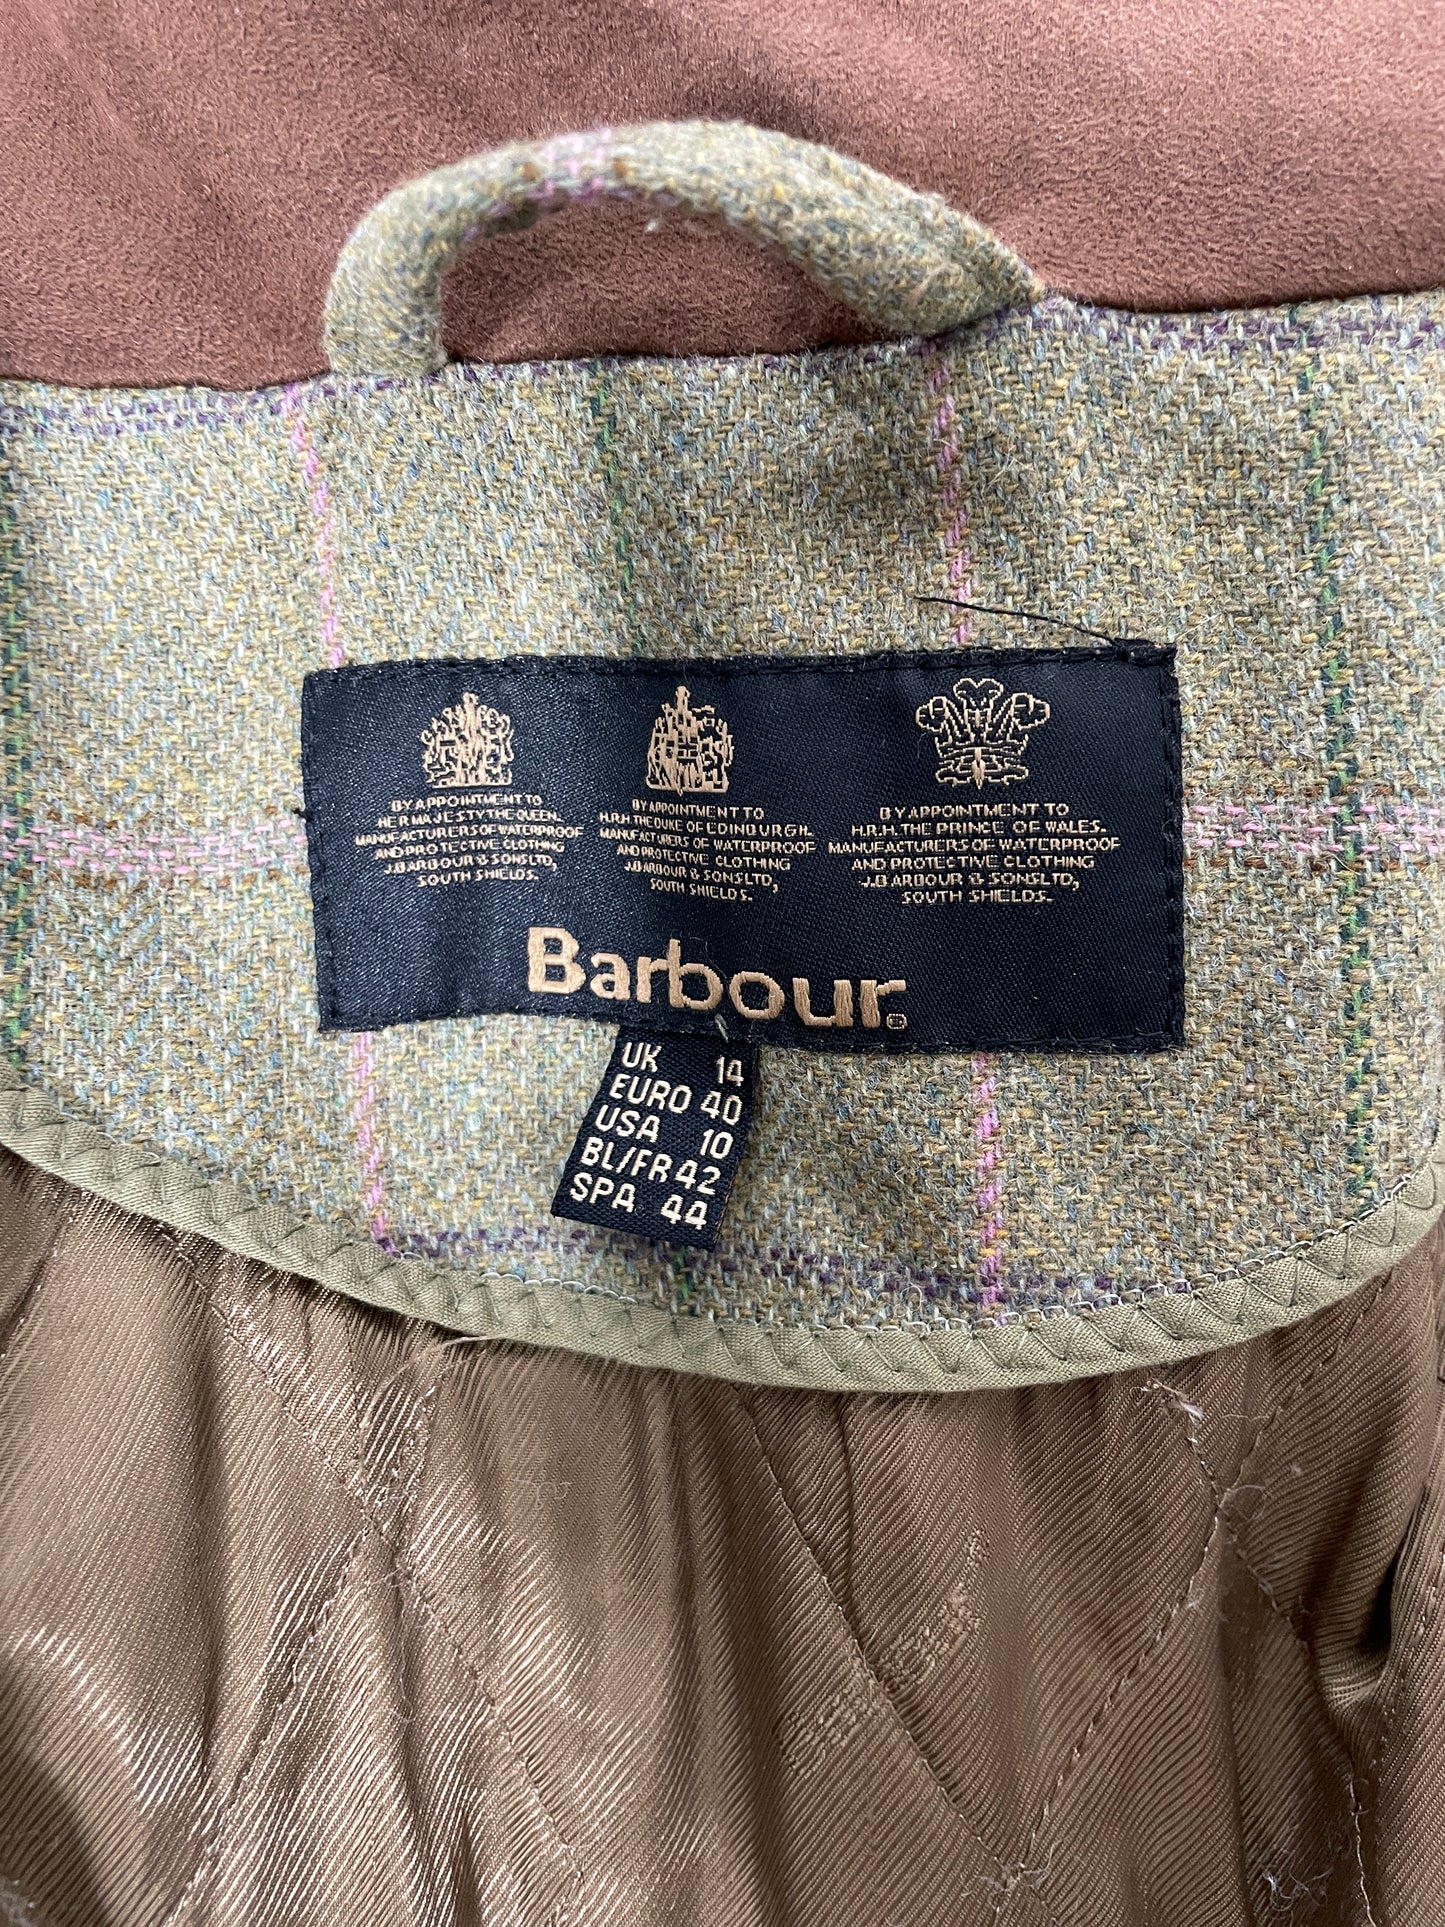 BY APPOINTMENT TO
HER MAJESTY THE QUEEN.
MANUFACTURERS OF WATERPROOF
AND PROTECTIVE CLOTHING
J.BARBOUR & SONS LTD,
SOUTH SHIELDS.
BY APPOINTMENT TO
H.R.H. THE DUKE OF EDINBURGH.
MANUFACTURERS OF WATERPROOF
AND PROTECTIVE CLOTHING
J.BARBOUR & SONS LTD,
SOUTH SHIELDS.
BY APPOINTMENT TO
H.R.H. THE PRINCE OF WALES.
MANUFACTURERS OF WATERPROOF
AND PROTECTIVE CLOTHING
J.BARBOUR & SONS LTD,
SOUTH SHIELDS.
Barbour®
UK 14
EURO 40
USA 10
BL/FR 42
SPA 44